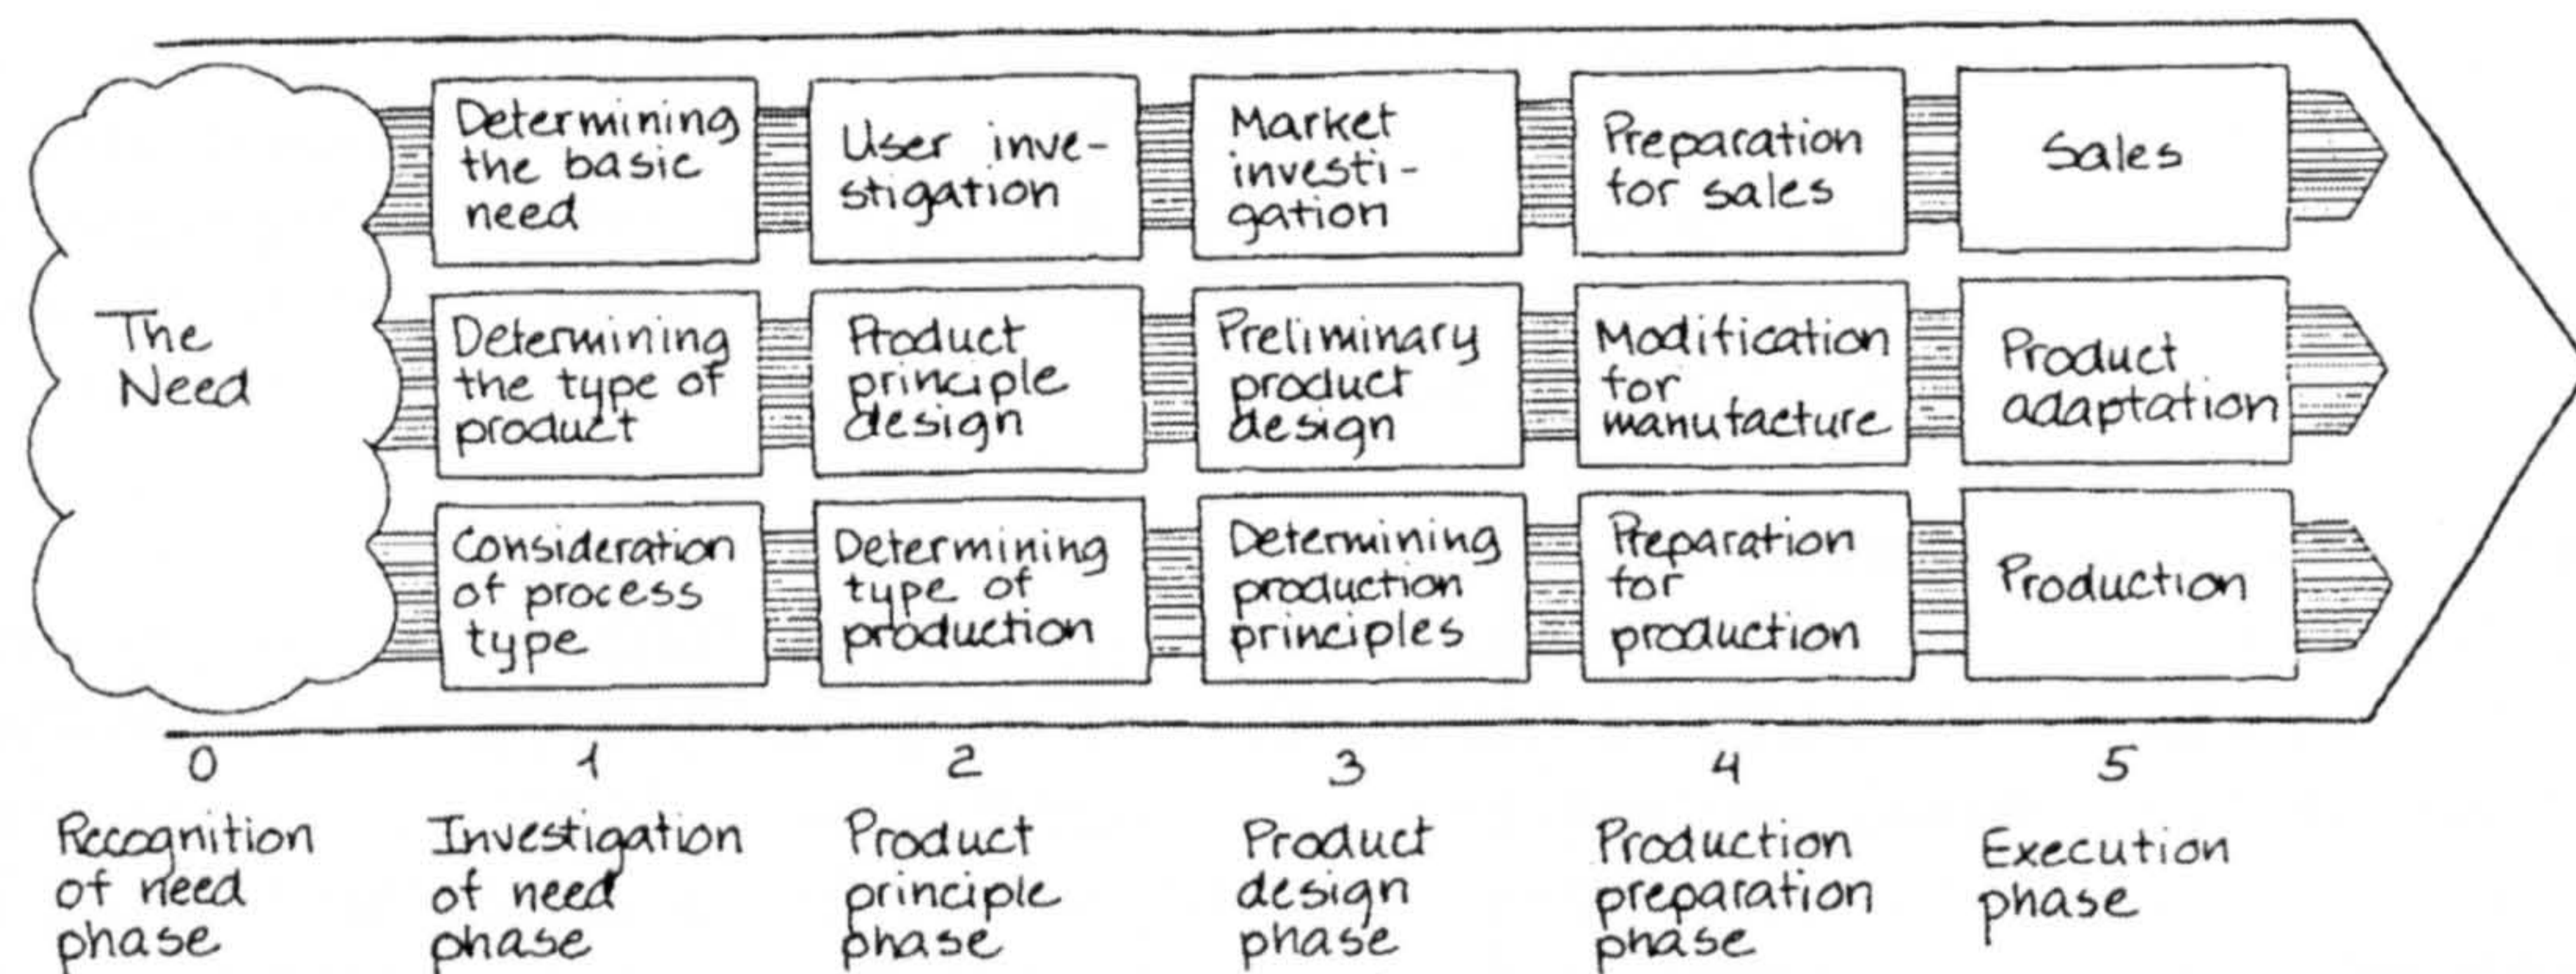 The
Need
Determining
the basic
need
User inve-
stigation
Market
investi-
gation
Preparation
for sales
Sales
Determining
the type of
product
Product
principle
design
Preliminary
product
design
Modification
for
manufacture
Product
adaptation
Consideration
of process
type
Determining
type of
production
Determining
production
principles
Preparation
for
production
Production
0
1
2
3
4
5
Recognition
of need
phase
Investigation
of need
phase
Product
principle
phase
Product
design
phase
Production
preparation
phase
Execution
phase